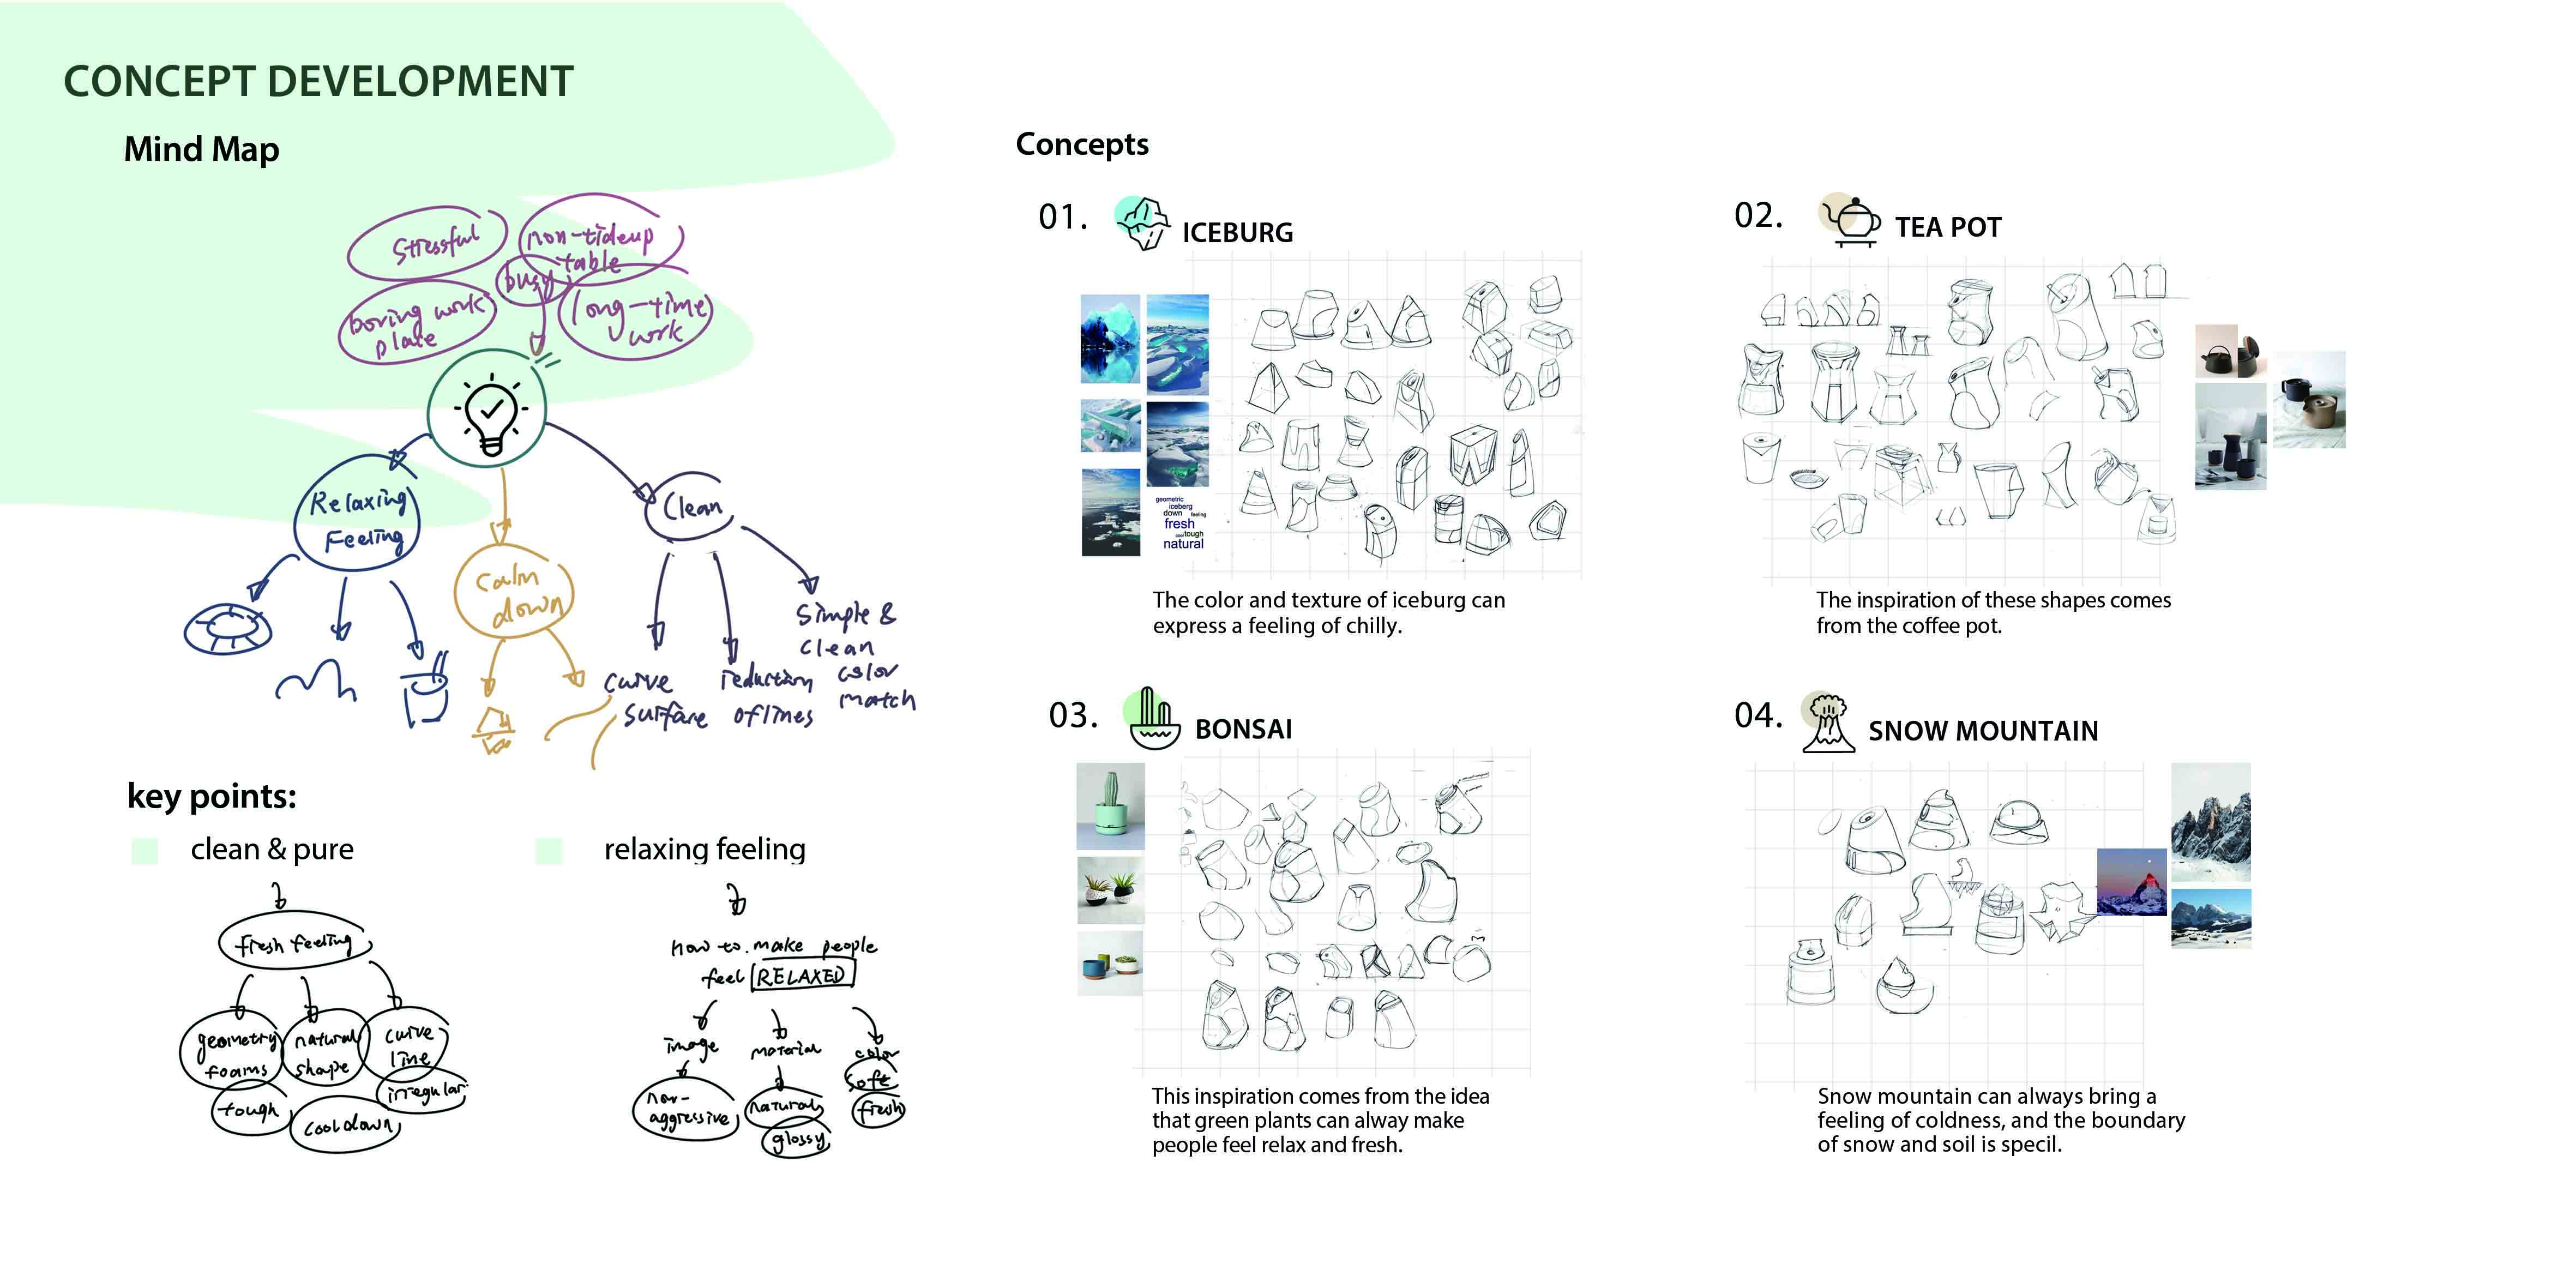 CONCEPT DEVELOPMENT
Mind Map
Stressful
non-tideup
table
busy
boring work
plate
long-time
work
Relaxing
Feeling
Calm
down
Clean
curve
surface
reduction
of lines
Simple &
clean
color
match
key points:
clean & pure
fresh feeling
geometry
foams
natural
shape
curve
line
irregular
tough
cool down
relaxing feeling
How to make people
feel RELAXED
image
non-
aggressive
material
natural
glossy
color
soft
fresh
Concepts
01.
ICEBURG
geometric
iceberg
down feeling
fresh
cool tough
natural
The color and texture of iceburg can
express a feeling of chilly.
02.
TEA POT
The inspiration of these shapes comes
from the coffee pot.
03.
BONSAI
This inspiration comes from the idea
that green plants can alway make
people feel relax and fresh.
04.
SNOW MOUNTAIN
Snow mountain can always bring a
feeling of coldness, and the boundary
of snow and soil is specil.